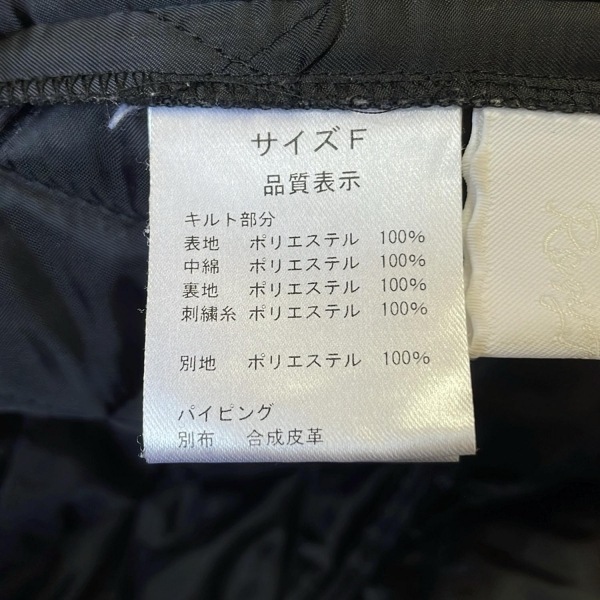 サイズF
品質表示
キルト部分
表地 ポリエステル 100%
中綿 ポリエステル 100%
裏地 ポリエステル 100%
刺繍糸 ポリエステル 100%
別地 ポリエステル 100%
パイピング
別布 合成皮革